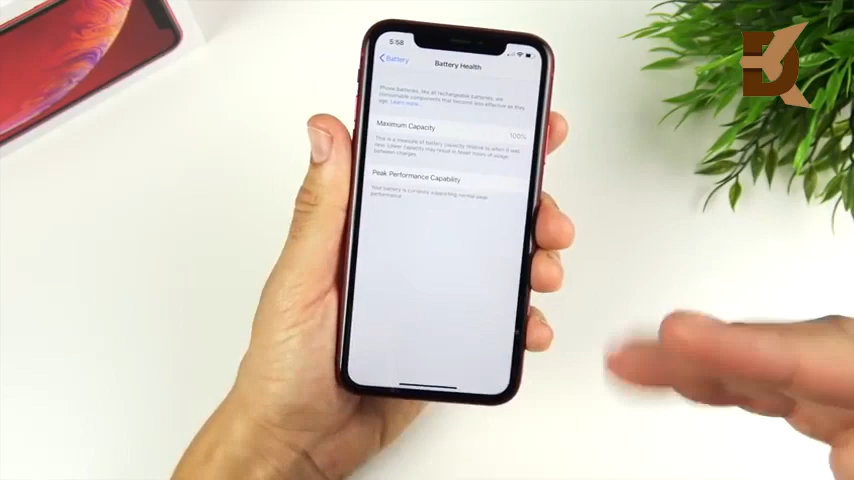 5:58
Battery
Battery Health
Phone batteries, like all rechargeable batteries, are
consumable components that become less effective as they
age. Learn more...
Maximum Capacity 100%
This is a measure of battery capacity relative to when it was
new. Lower capacity may result in fewer hours of usage
between charges.
Peak Performance Capability
Your battery is currently supporting normal peak
performance.